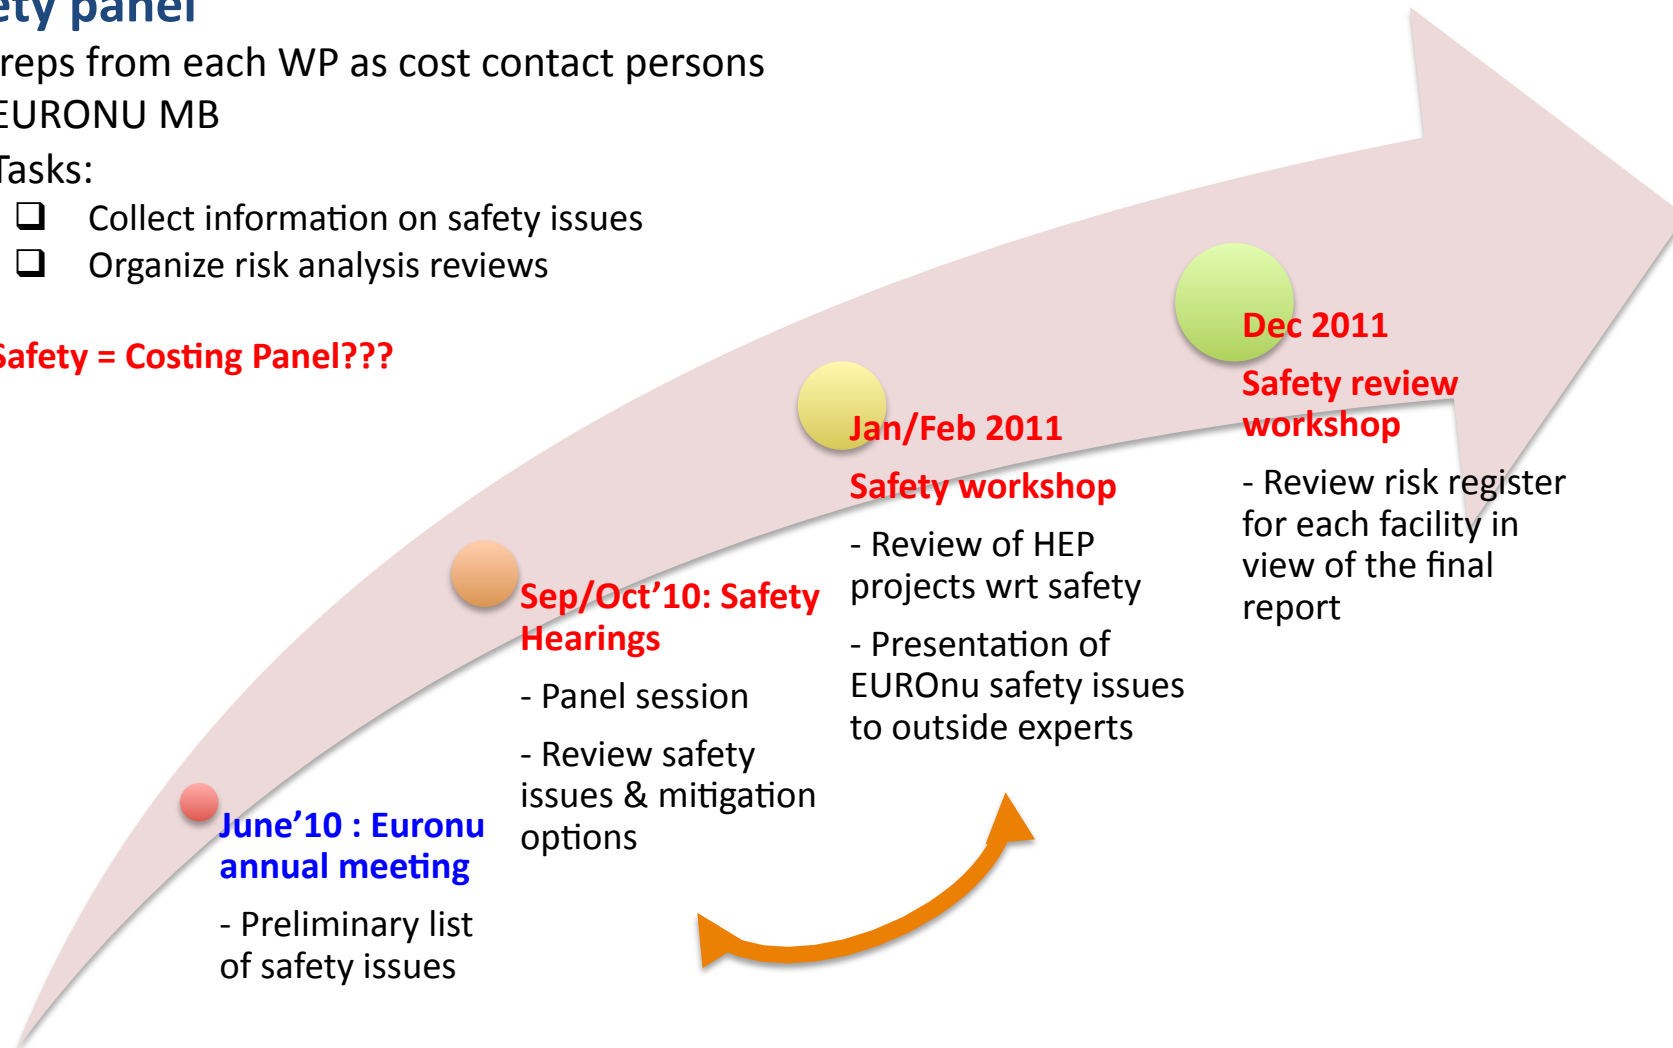 ety panel
reps from each WP as cost contact persons
EURONU MB
Tasks:
❑ Collect information on safety issues
❑ Organize risk analysis reviews
Safety = Costing Panel???
Dec 2011
Safety review
workshop
- Review risk register
for each facility in
view of the final
report
Jan/Feb 2011
Safety workshop
- Review of HEP
projects wrt safety
- Presentation of
EUROnu safety issues
to outside experts
Sep/Oct’10: Safety
Hearings
- Panel session
- Review safety
issues & mitigation
options
June’10 : Euronu
annual meeting
- Preliminary list
of safety issues